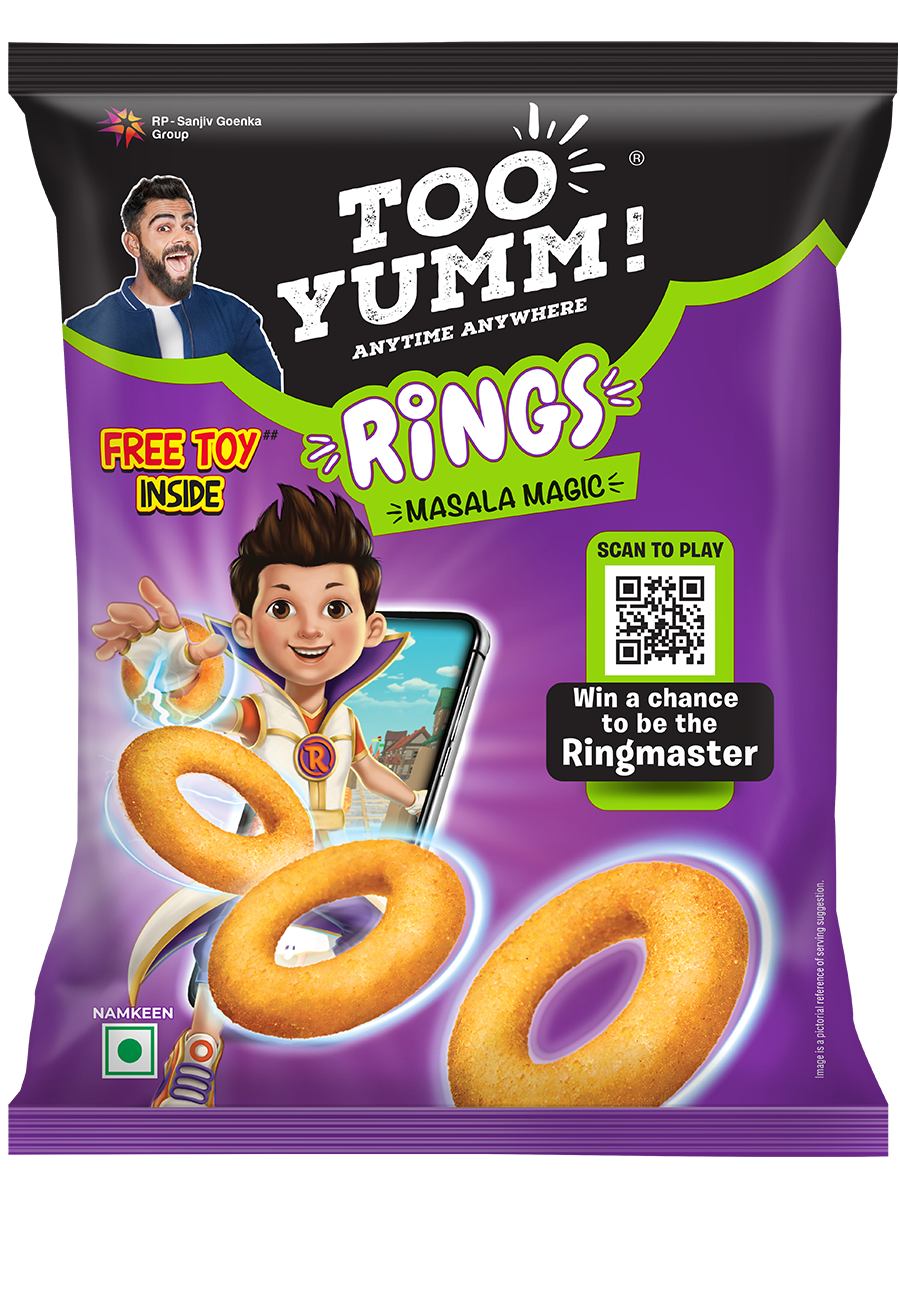 RP-Sanjiv Goenka
Group
TOO
YUMM!
®
ANYTIME ANYWHERE
RiNGS
MASALA MAGIC
FREE TOY##
INSIDE
SCAN TO PLAY
Win a chance
to be the
Ringmaster
R
NAMKEEN
Image is a pictorial reference of serving suggestion.